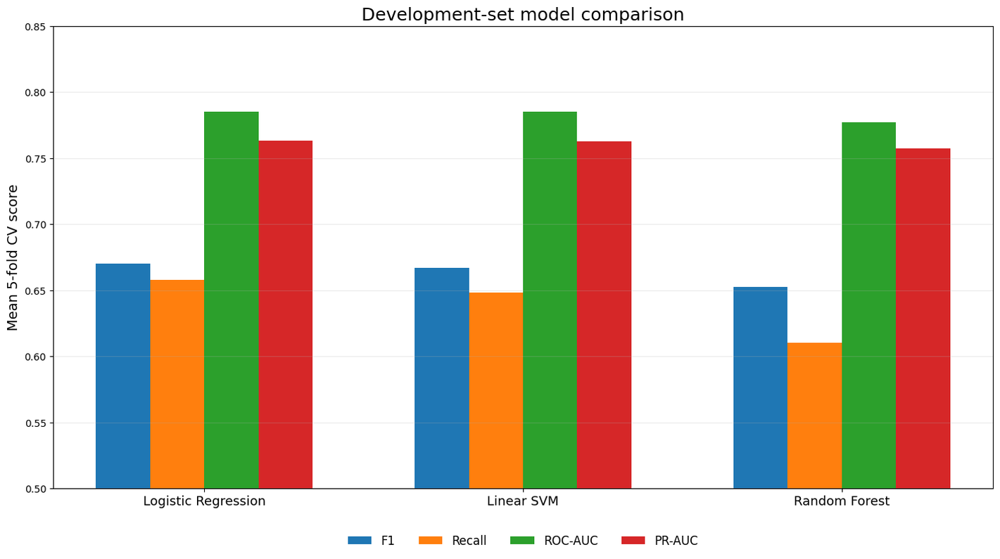 Development-set model comparison
Mean 5-fold CV score
0.85
0.80
0.75
0.70
0.65
0.60
0.55
0.50
Logistic Regression Linear SVM Random Forest
F1 Recall ROC-AUC PR-AUC